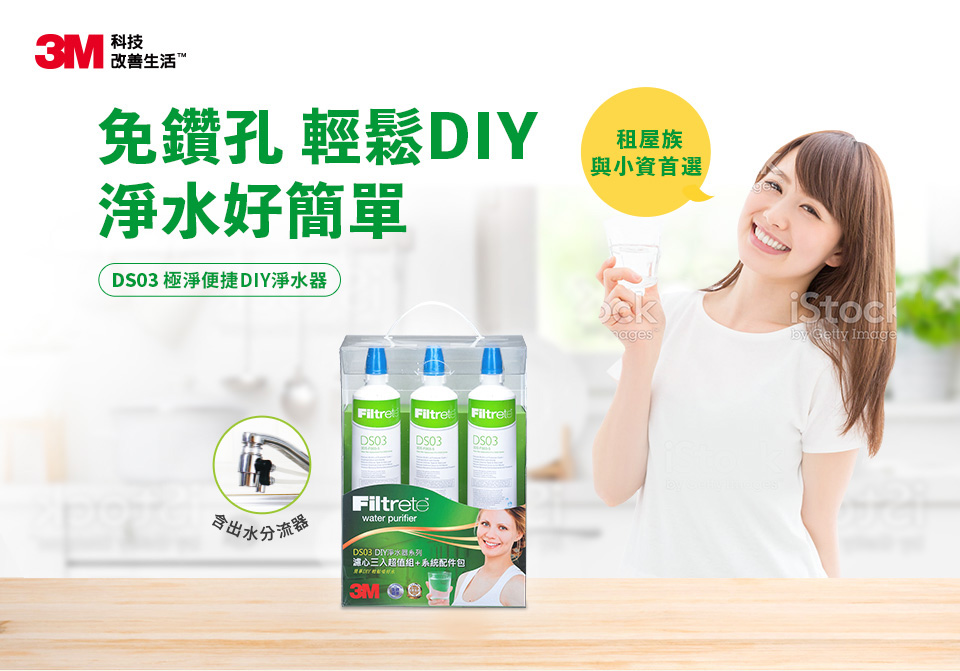 3M 科技
改善生活™
免鑽孔 輕鬆DIY
淨水好簡單
DS03 極淨便捷DIY淨水器
租屋族
與小資首選
iStock
by Getty Images
Filtrete
Filtrete
Filtrete
DS03
DS03
DS03
含出水分流器
Filtrete™
water purifier
DS03 DIY淨水器系列
濾心三入超值組+系統配件包
3M